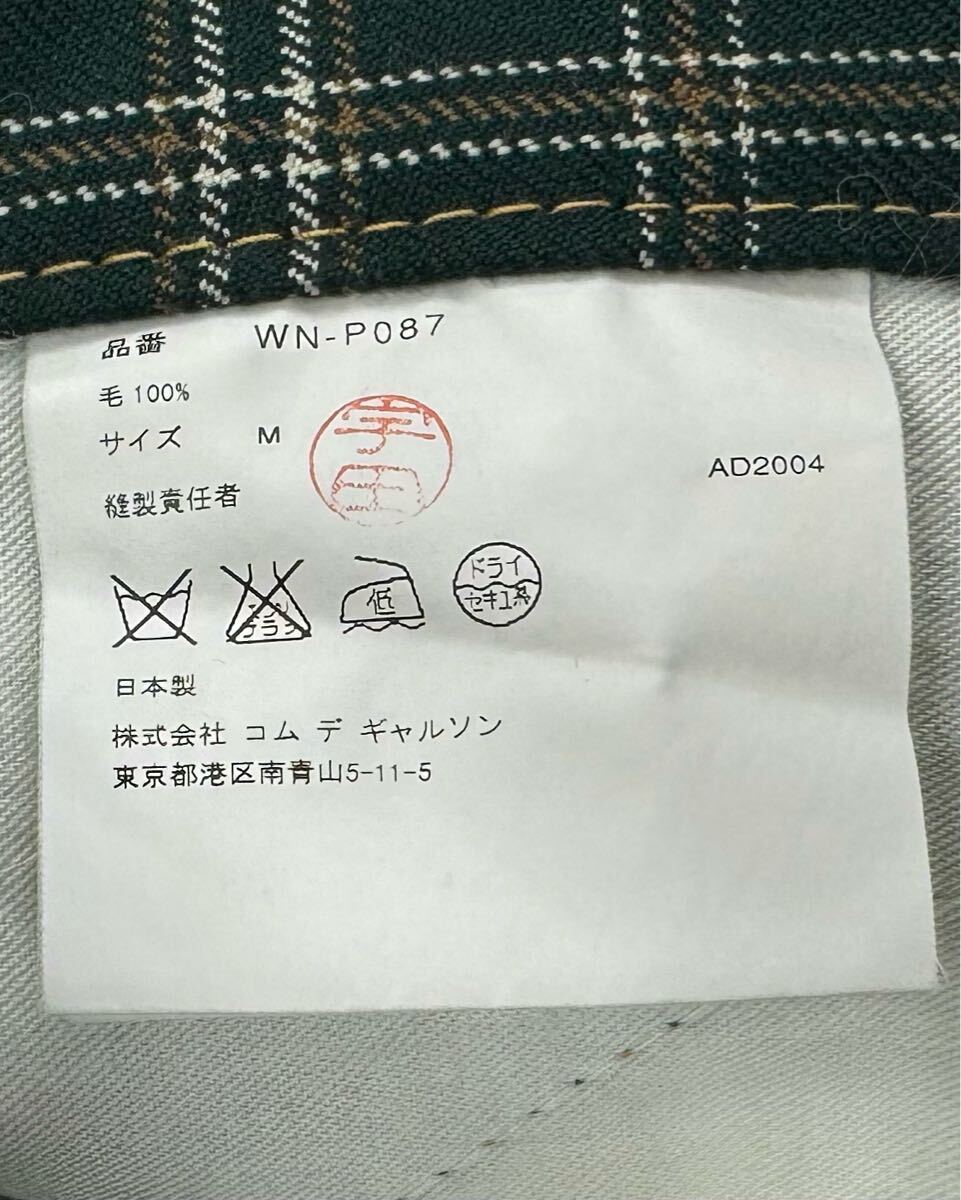 品番 WN-P087
毛 100%
サイズ M
AD2004
縫製責任者
低
ドライ
セキユ系
日本製
株式会社 コム デ ギャルソン
東京都港区南青山5-11-5